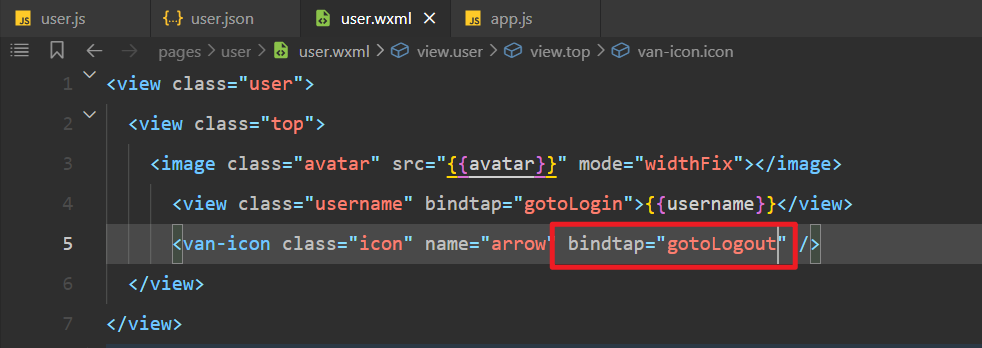 JS user.js {..} user.json user.wxml × JS app.js
pages > user > user.wxml > view.user > view.top > van-icon.icon
1 <view class="user">
2 <view class="top">
3 <image class="avatar" src="{{avatar}}" mode="widthFix"></image>
4 <view class="username" bindtap="gotoLogin">{{username}}</view>
5 <van-icon class="icon" name="arrow" bindtap="gotoLogout" />
6 </view>
7 </view>